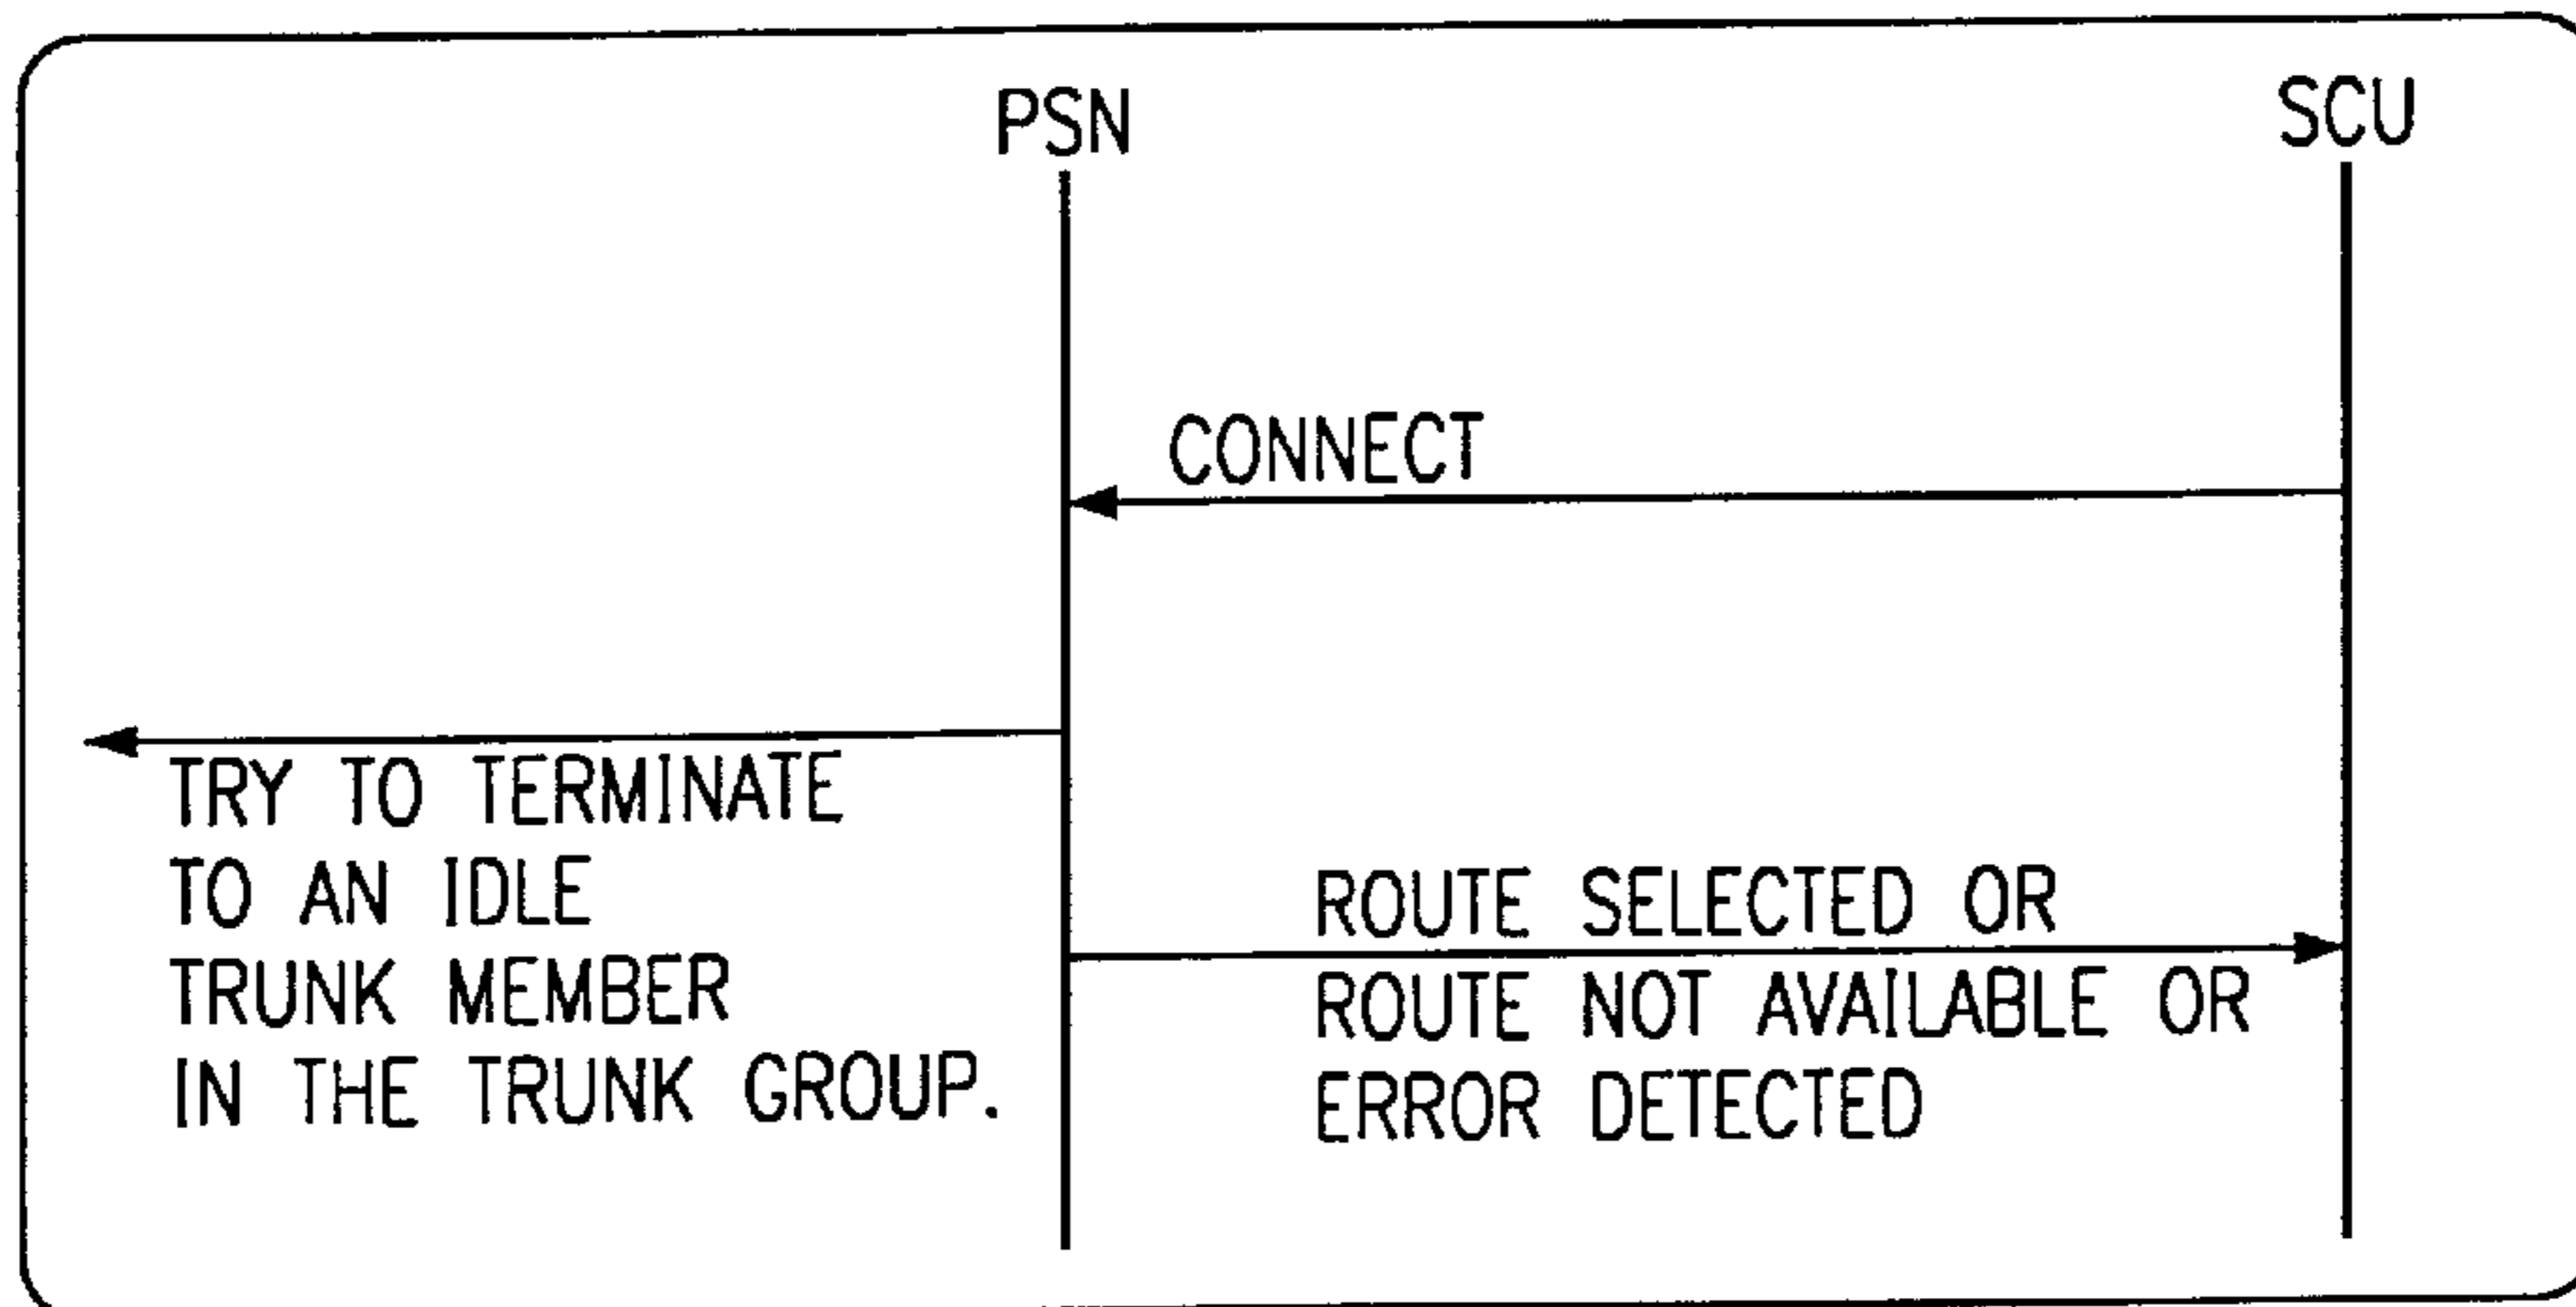 PSN
SCU
CONNECT
TRY TO TERMINATE
TO AN IDLE
TRUNK MEMBER
IN THE TRUNK GROUP.
ROUTE SELECTED OR
ROUTE NOT AVAILABLE OR
ERROR DETECTED